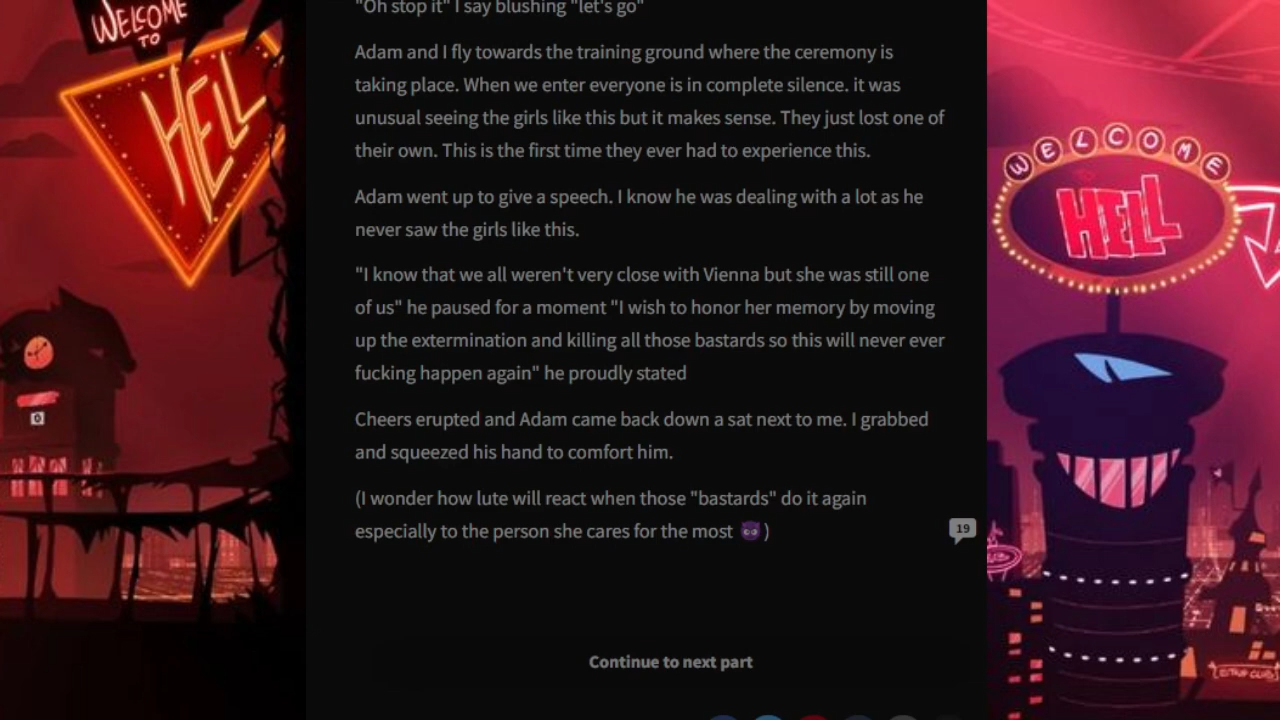 "Oh stop it" I say blushing "let's go"
Adam and I fly towards the training ground where the ceremony is
taking place. When we enter everyone is in complete silence. it was
unusual seeing the girls like this but it makes sense. They just lost one of
their own. This is the first time they ever had to experience this.
Adam went up to give a speech. I know he was dealing with a lot as he
never saw the girls like this.
"I know that we all weren't very close with Vienna but she was still one
of us" he paused for a moment "I wish to honor her memory by moving
up the extermination and killing all those bastards so this will never ever
fucking happen again" he proudly stated
Cheers erupted and Adam came back down a sat next to me. I grabbed
and squeezed his hand to comfort him.
(I wonder how lute will react when those "bastards" do it again
especially to the person she cares for the most 😈)
19
Continue to next part
WELCOME
TO
HELL
WELCOME
TO
HELL